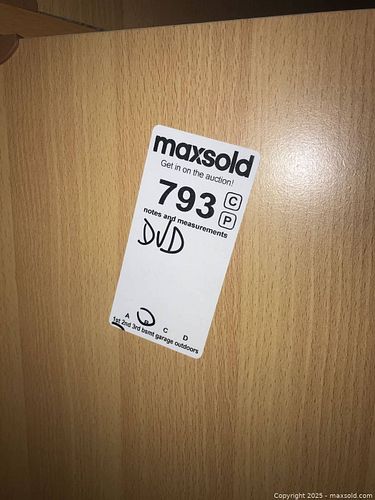 maxsold
Get in on the auction!
793 C
P
notes and measurements
DVD
A B C D
1st 2nd 3rd bsmt garage outdoors
Copyright 2025 - maxsold.com